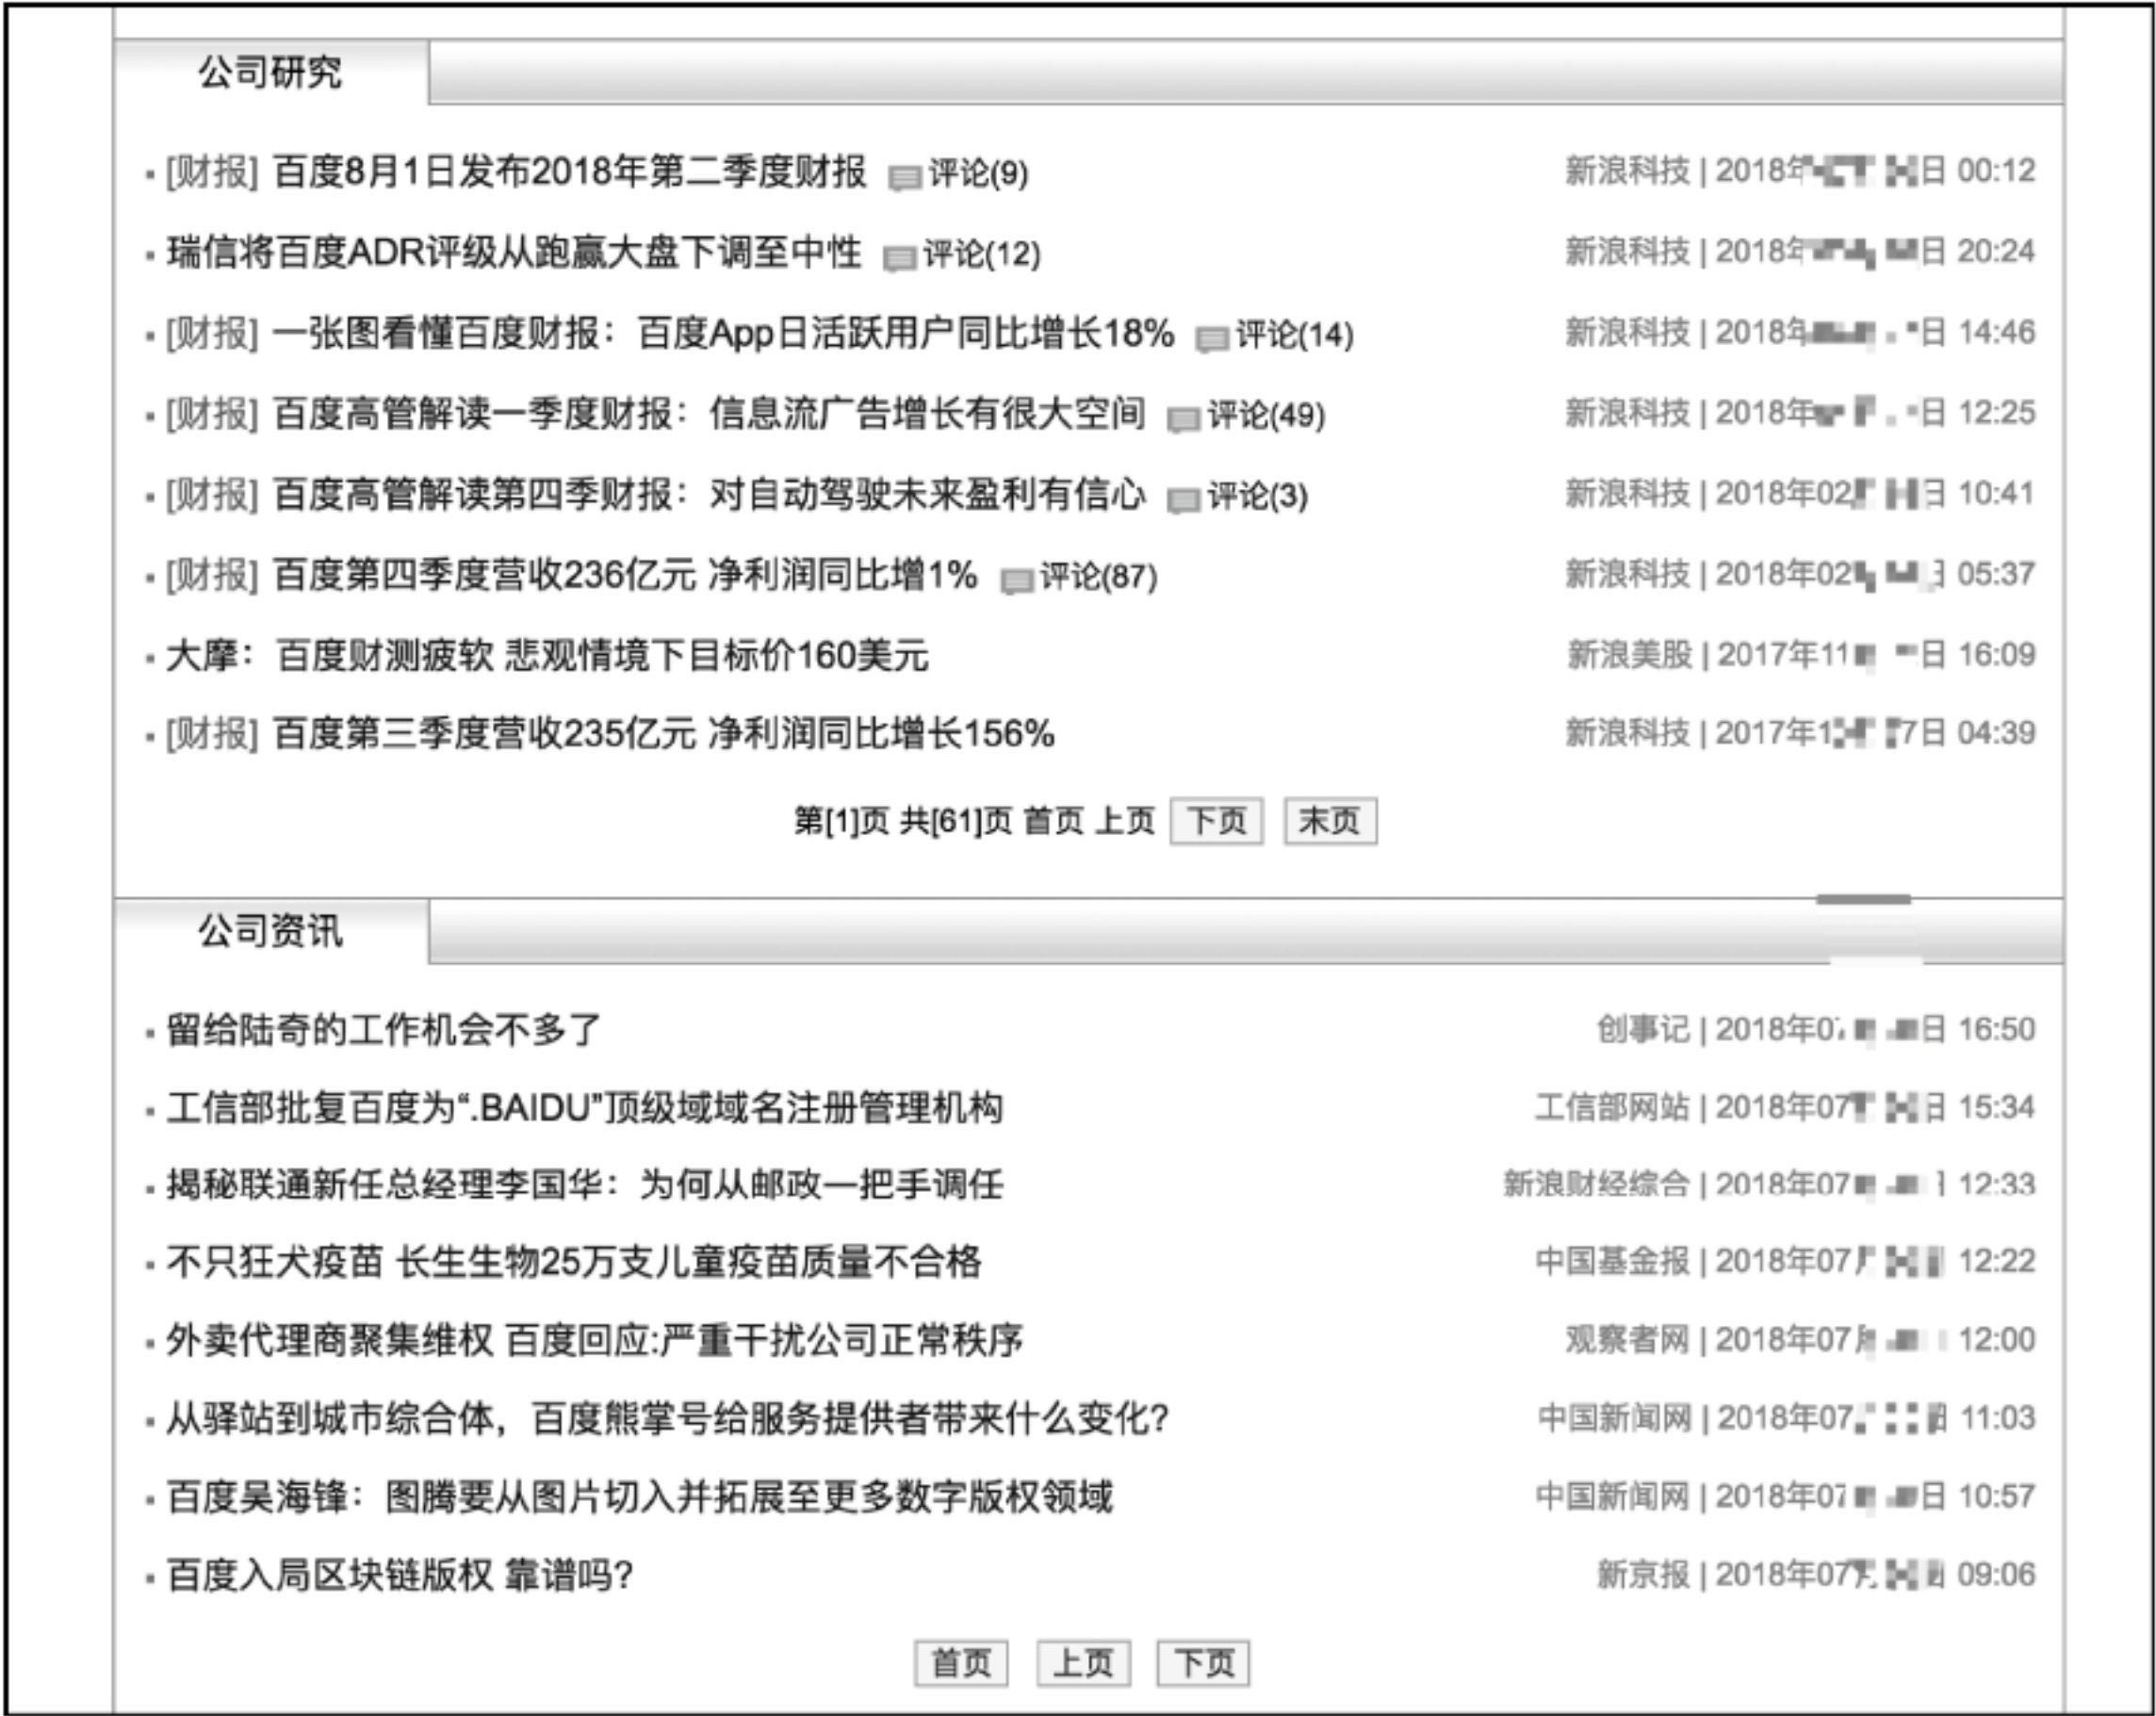 公司研究
[财报] 百度8月1日发布2018年第二季度财报 评论(9) 新浪科技 | 2018年 日 00:12
瑞信将百度ADR评级从跑赢大盘下调至中性 评论(12) 新浪科技 | 2018年 日 20:24
[财报] 一张图看懂百度财报：百度App日活跃用户同比增长18% 评论(14) 新浪科技 | 2018年 日 14:46
[财报] 百度高管解读一季度财报：信息流广告增长有很大空间 评论(49) 新浪科技 | 2018年 日 12:25
[财报] 百度高管解读第四季财报：对自动驾驶未来盈利有信心 评论(3) 新浪科技 | 2018年02 日 10:41
[财报] 百度第四季度营收236亿元 净利润同比增1% 评论(87) 新浪科技 | 2018年02 日 05:37
大摩：百度财测疲软 悲观情境下目标价160美元 新浪美股 | 2017年11 日 16:09
[财报] 百度第三季度营收235亿元 净利润同比增长156% 新浪科技 | 2017年1 7日 04:39
第[1]页 共[61]页 首页 上页 下页 末页
公司资讯
留给陆奇的工作机会不多了 创事记 | 2018年07 日 16:50
工信部批复百度为“.BAIDU”顶级域域名注册管理机构 工信部网站 | 2018年07 日 15:34
揭秘联通新任总经理李国华：为何从邮政一把手调任 新浪财经综合 | 2018年07 12:33
不只狂犬疫苗 长生生物25万支儿童疫苗质量不合格 中国基金报 | 2018年07 12:22
外卖代理商聚集维权 百度回应:严重干扰公司正常秩序 观察者网 | 2018年07 12:00
从驿站到城市综合体，百度熊掌号给服务提供者带来什么变化? 中国新闻网 | 2018年07 11:03
百度吴海锋：图腾要从图片切入并拓展至更多数字版权领域 中国新闻网 | 2018年07 日 10:57
百度入局区块链版权 靠谱吗? 新京报 | 2018年07 09:06
首页 上页 下页